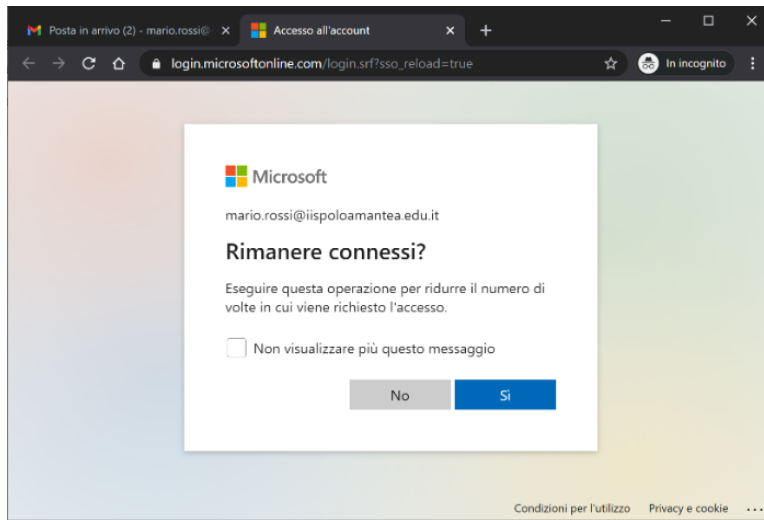 Posta in arrivo (2) - mario.rossi@
Accesso all'account
login.microsoftonline.com/login.srf?sso_reload=true
In incognito
Microsoft
mario.rossi@iispoloamantea.edu.it
Rimanere connessi?
Eseguire questa operazione per ridurre il numero di
volte in cui viene richiesto l'accesso.
Non visualizzare più questo messaggio
No
Sì
Condizioni per l'utilizzo Privacy e cookie ...